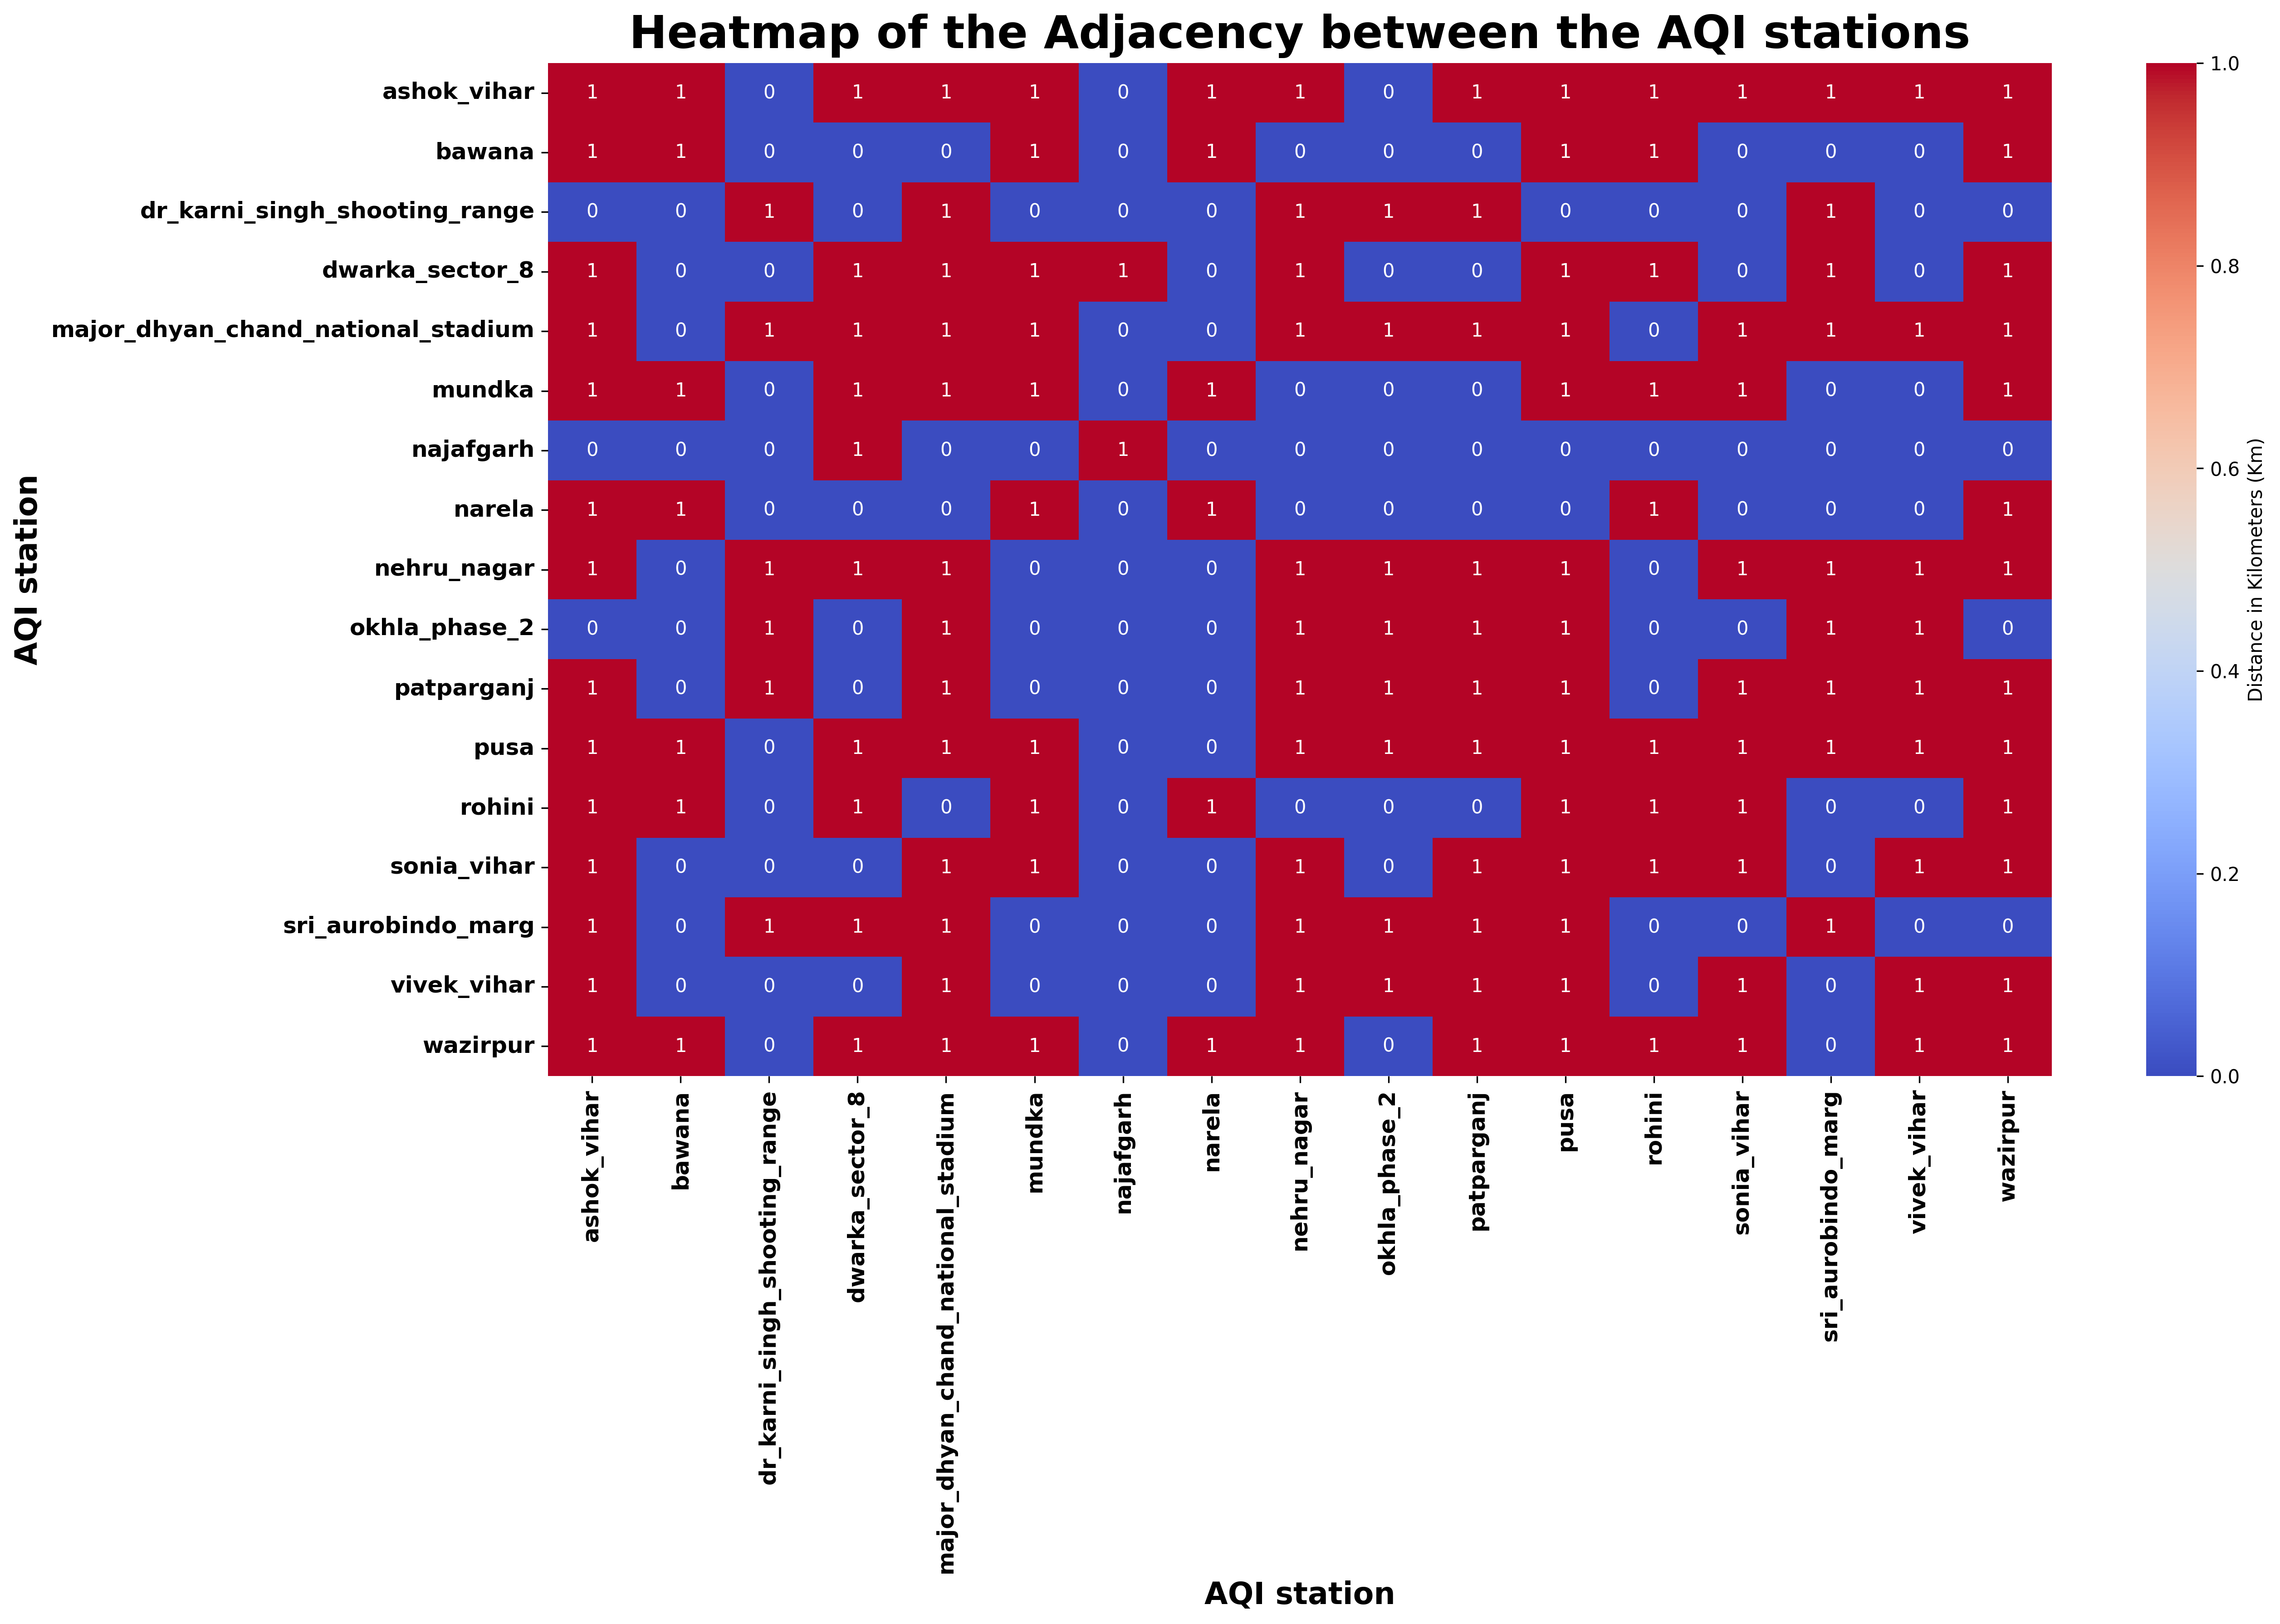 Heatmap of the Adjacency between the AQI stations
ashok_vihar 1 1 0 1 1 1 0 1 1 0 1 1 1 1 1 1 1
bawana 1 1 0 0 0 1 0 1 0 0 0 1 1 0 0 0 1
dr_karni_singh_shooting_range 0 0 1 0 1 0 0 0 1 1 1 0 0 0 1 0 0
dwarka_sector_8 1 0 0 1 1 1 1 0 1 0 0 1 1 0 1 0 1
major_dhyan_chand_national_stadium 1 0 1 1 1 1 0 0 1 1 1 1 0 1 1 1 1
mundka 1 1 0 1 1 1 0 1 0 0 0 1 1 1 0 0 1
najafgarh 0 0 0 1 0 0 1 0 0 0 0 0 0 0 0 0 0
narela 1 1 0 0 0 1 0 1 0 0 0 0 1 0 0 0 1
nehru_nagar 1 0 1 1 1 0 0 0 1 1 1 1 0 1 1 1 1
okhla_phase_2 0 0 1 0 1 0 0 0 1 1 1 1 0 0 1 1 0
patparganj 1 0 1 0 1 0 0 0 1 1 1 1 0 1 1 1 1
pusa 1 1 0 1 1 1 0 0 1 1 1 1 1 1 1 1 1
rohini 1 1 0 1 0 1 0 1 0 0 0 1 1 1 0 0 1
sonia_vihar 1 0 0 0 1 1 0 0 1 0 1 1 1 1 0 1 1
sri_aurobindo_marg 1 0 1 1 1 0 0 0 1 1 1 1 0 0 1 0 0
vivek_vihar 1 0 0 0 1 0 0 0 1 1 1 1 0 1 0 1 1
wazirpur 1 1 0 1 1 1 0 1 1 0 1 1 1 1 0 1 1
AQI station
ashok_vihar
bawana
dr_karni_singh_shooting_range
dwarka_sector_8
major_dhyan_chand_national_stadium
mundka
najafgarh
narela
nehru_nagar
okhla_phase_2
patparganj
pusa
rohini
sonia_vihar
sri_aurobindo_marg
vivek_vihar
wazirpur
AQI station
1.0
0.8
0.6
0.4
0.2
0.0
Distance in Kilometers (Km)